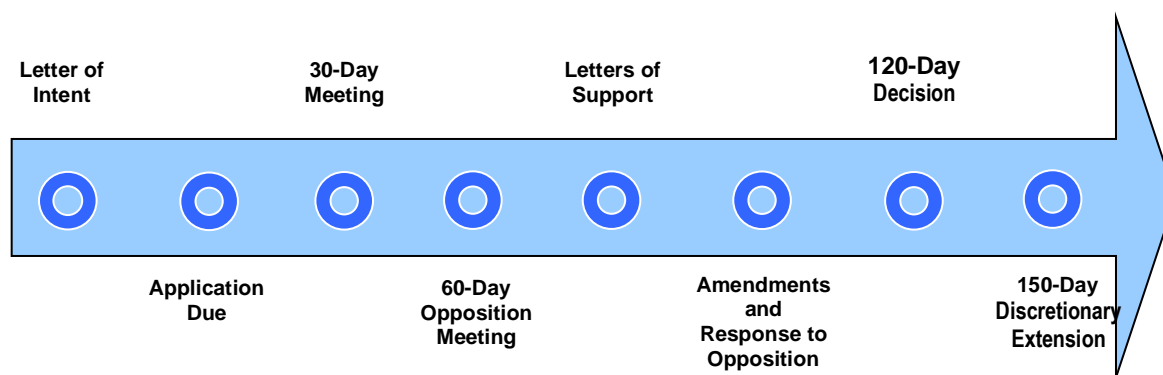 Letter of
Intent
Application
Due
30-Day
Meeting
60-Day
Opposition
Meeting
Letters of
Support
Amendments
and
Response to
Opposition
120-Day
Decision
150-Day
Discretionary
Extension